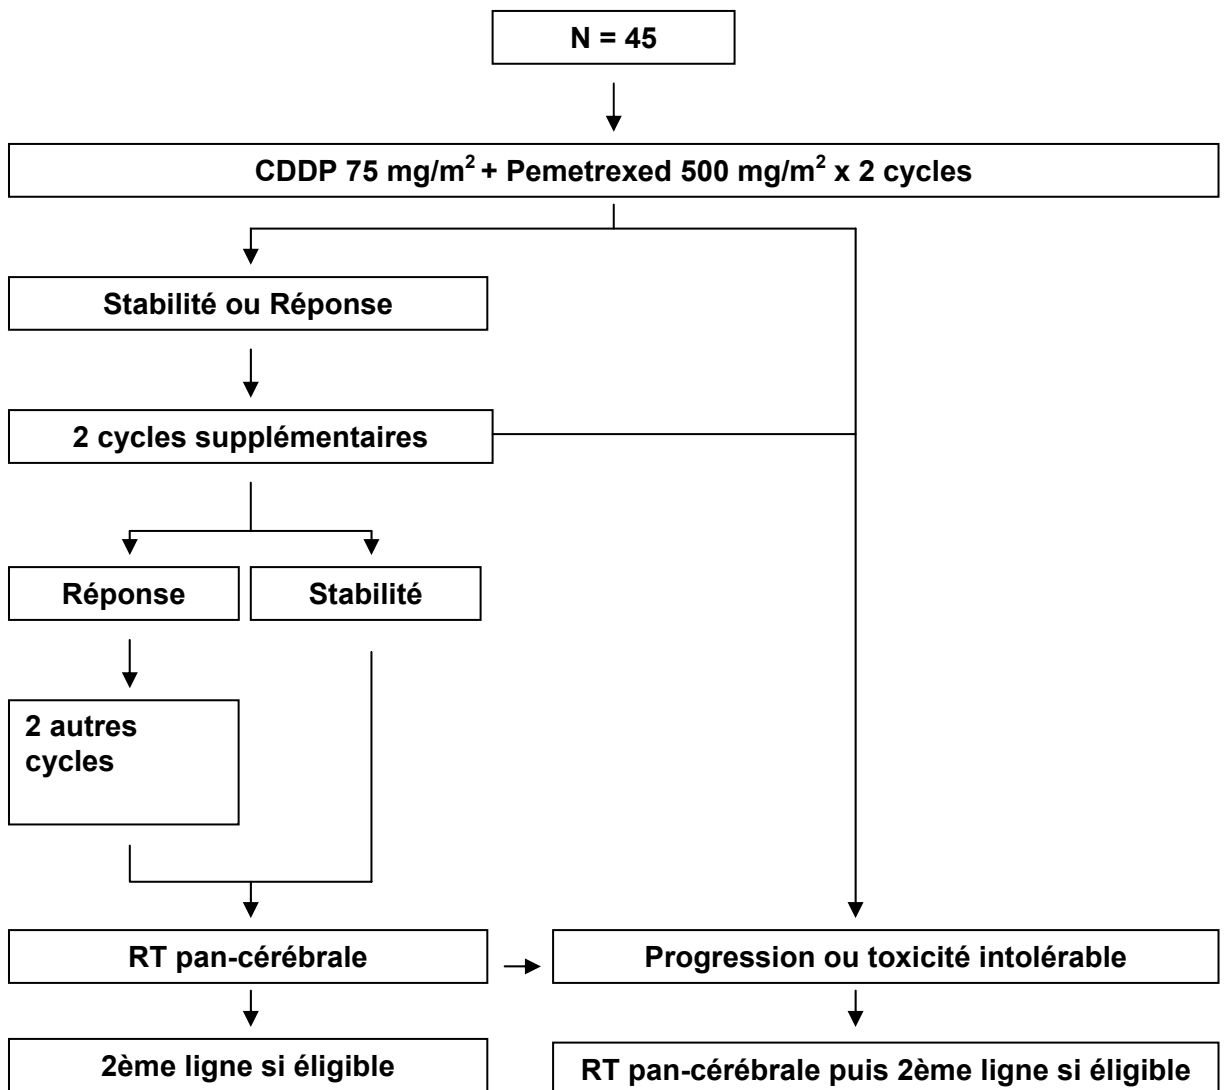 N = 45
CDDP 75 mg/m² + Pemetrexed 500 mg/m² x 2 cycles
Stabilité ou Réponse
2 cycles supplémentaires
Réponse
Stabilité
2 autres
cycles
RT pan-cérébrale
Progression ou toxicité intolérable
2ème ligne si éligible
RT pan-cérébrale puis 2ème ligne si éligible